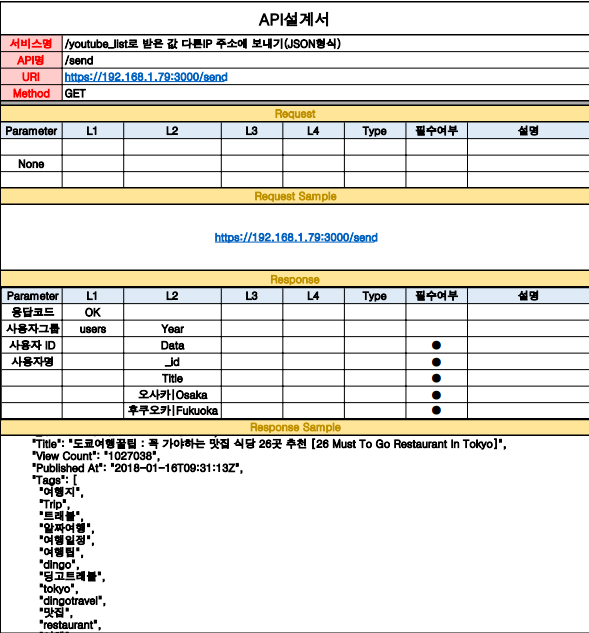 API설계서
서비스명 /youtube_list로 받은 값 다른IP 주소에 보내기(JSON형식)
API명 /send
URI https://192.168.1.79:3000/send
Method GET
Request
Parameter L1 L2 L3 L4 Type 필수여부 설명
None
Request Sample
https://192.168.1.79:3000/send
Response
Parameter L1 L2 L3 L4 Type 필수여부 설명
응답코드 OK
사용자그룹 users Year
사용자 ID Data ●
사용자명 _id ●
Title ●
오사카|Osaka ●
후쿠오카|Fukuoka ●
Response Sample
"Title": "도쿄여행꿀팁 : 꼭 가야하는 맛집 식당 26곳 추천 [26 Must To Go Restaurant In Tokyo]",
"View Count": "1027038",
"Published At": "2018-01-16T09:31:13Z",
"Tags": [
"여행지",
"Trip",
"트래블",
"알짜여행",
"여행일정",
"여행팁",
"dingo",
"딩고트래블",
"tokyo",
"dingotravel",
"맛집",
"restaurant",